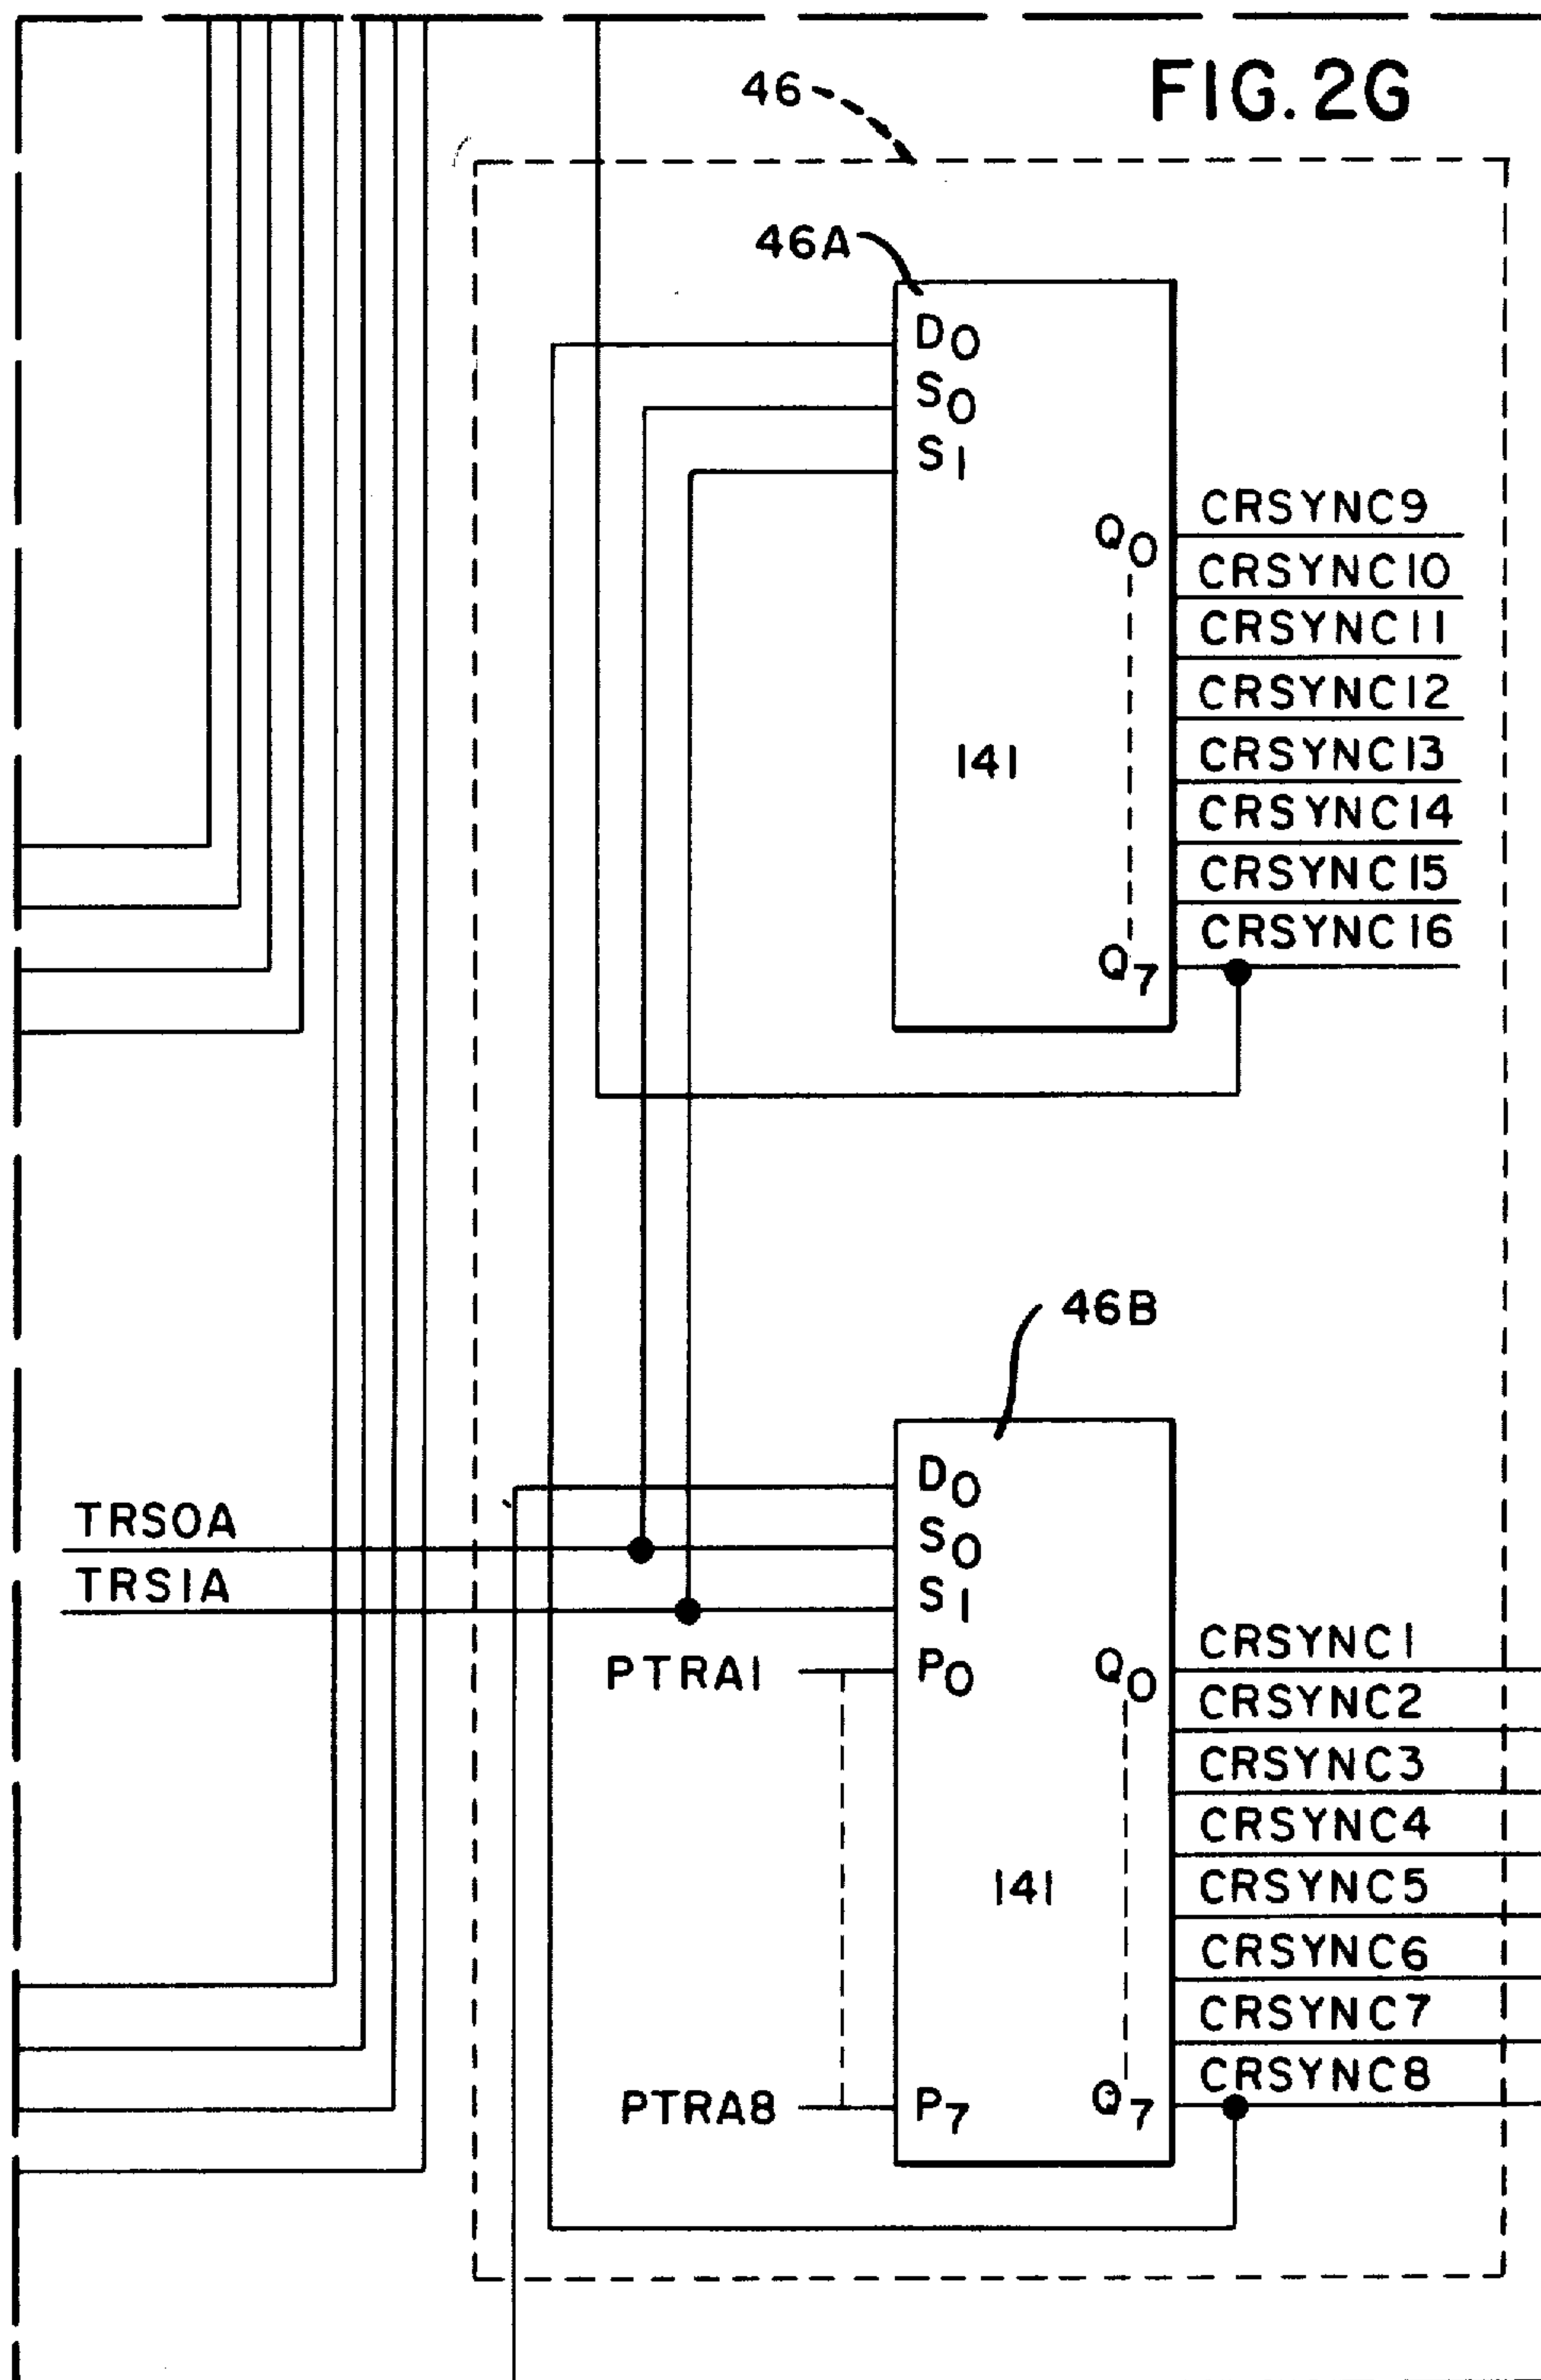 FIG. 2G
46
46A
D0
S0
S1
Q0
CRSYNC9
CRSYNC10
CRSYNC11
CRSYNC12
CRSYNC13
CRSYNC14
CRSYNC15
CRSYNC16
141
Q7
46B
TRS0A
TRS1A
D0
S0
S1
PTRA1
P0
Q0
CRSYNC1
CRSYNC2
CRSYNC3
CRSYNC4
CRSYNC5
CRSYNC6
CRSYNC7
CRSYNC8
141
PTRA8
P7
Q7